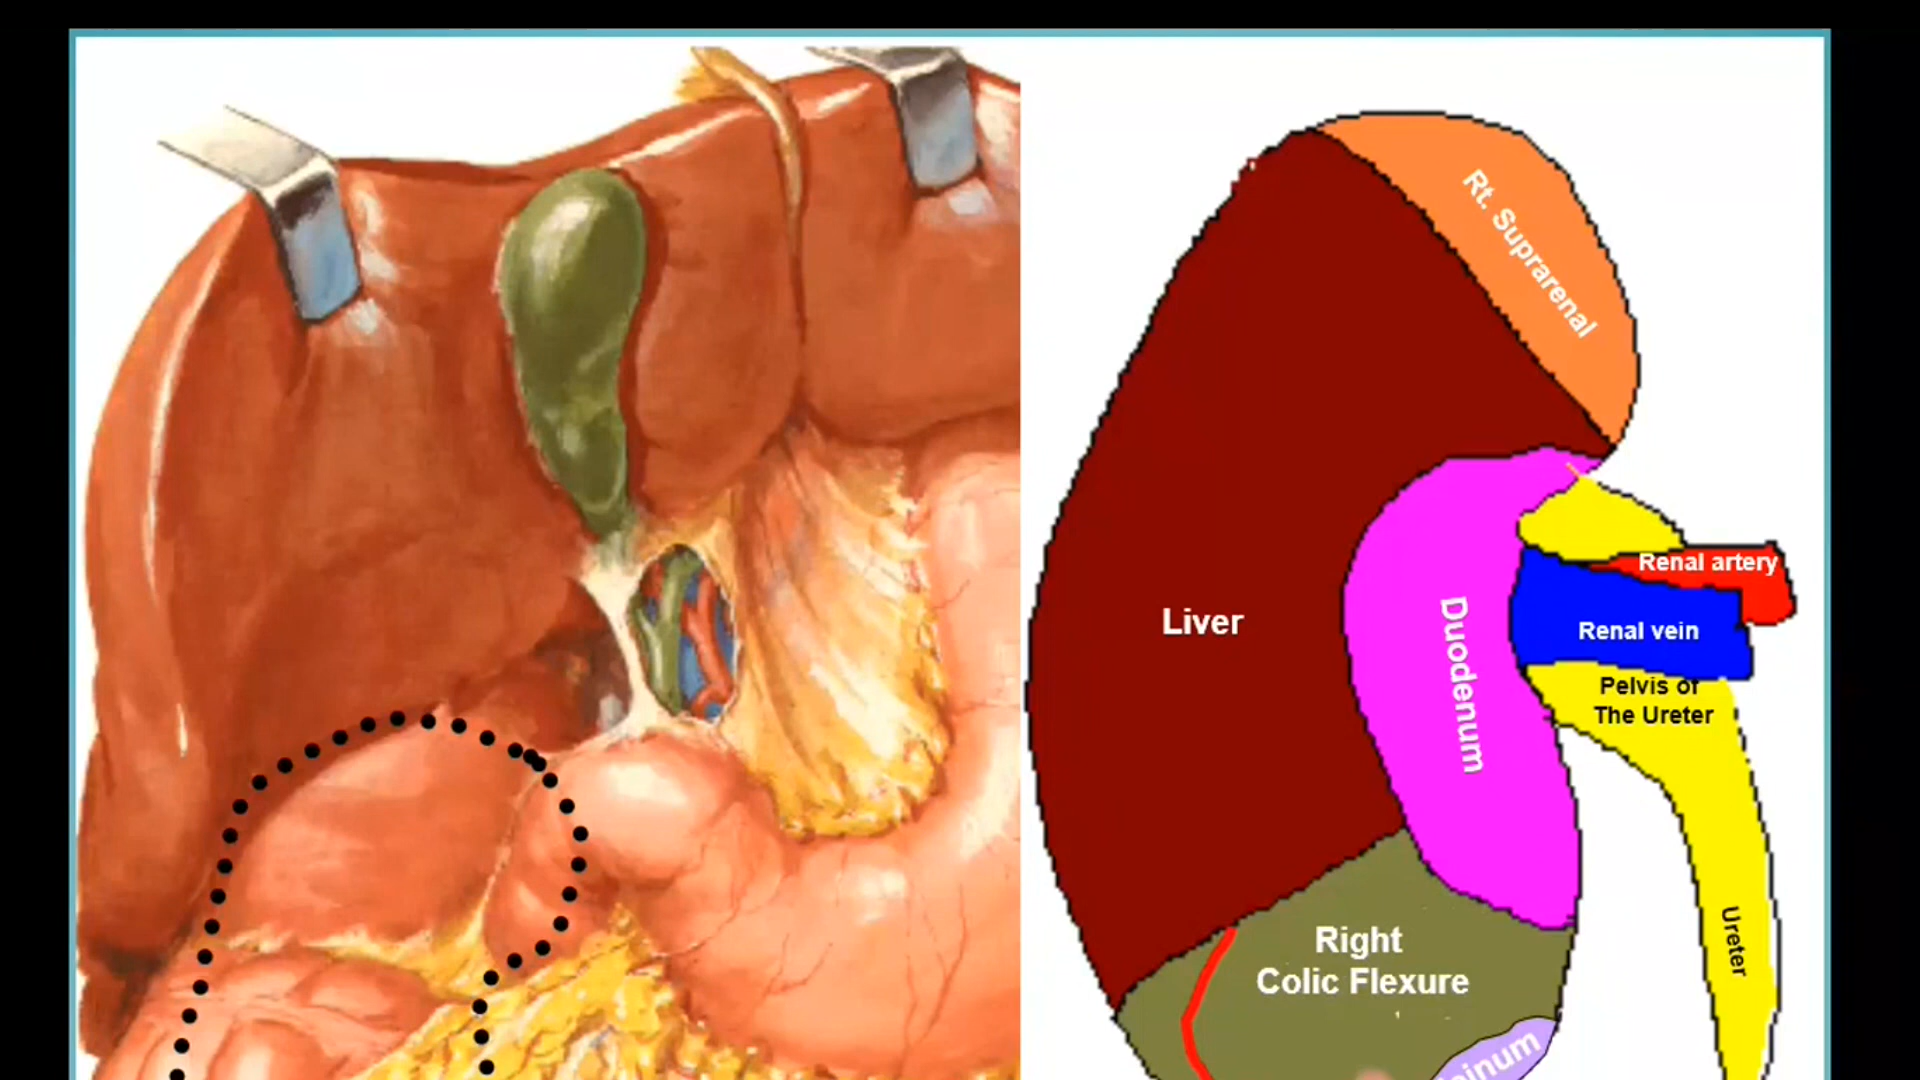 Rt. Suprarenal
Renal artery
Liver
Duodenum
Renal vein
Pelvis of
The Ureter
Right
Colic Flexure
Ureter